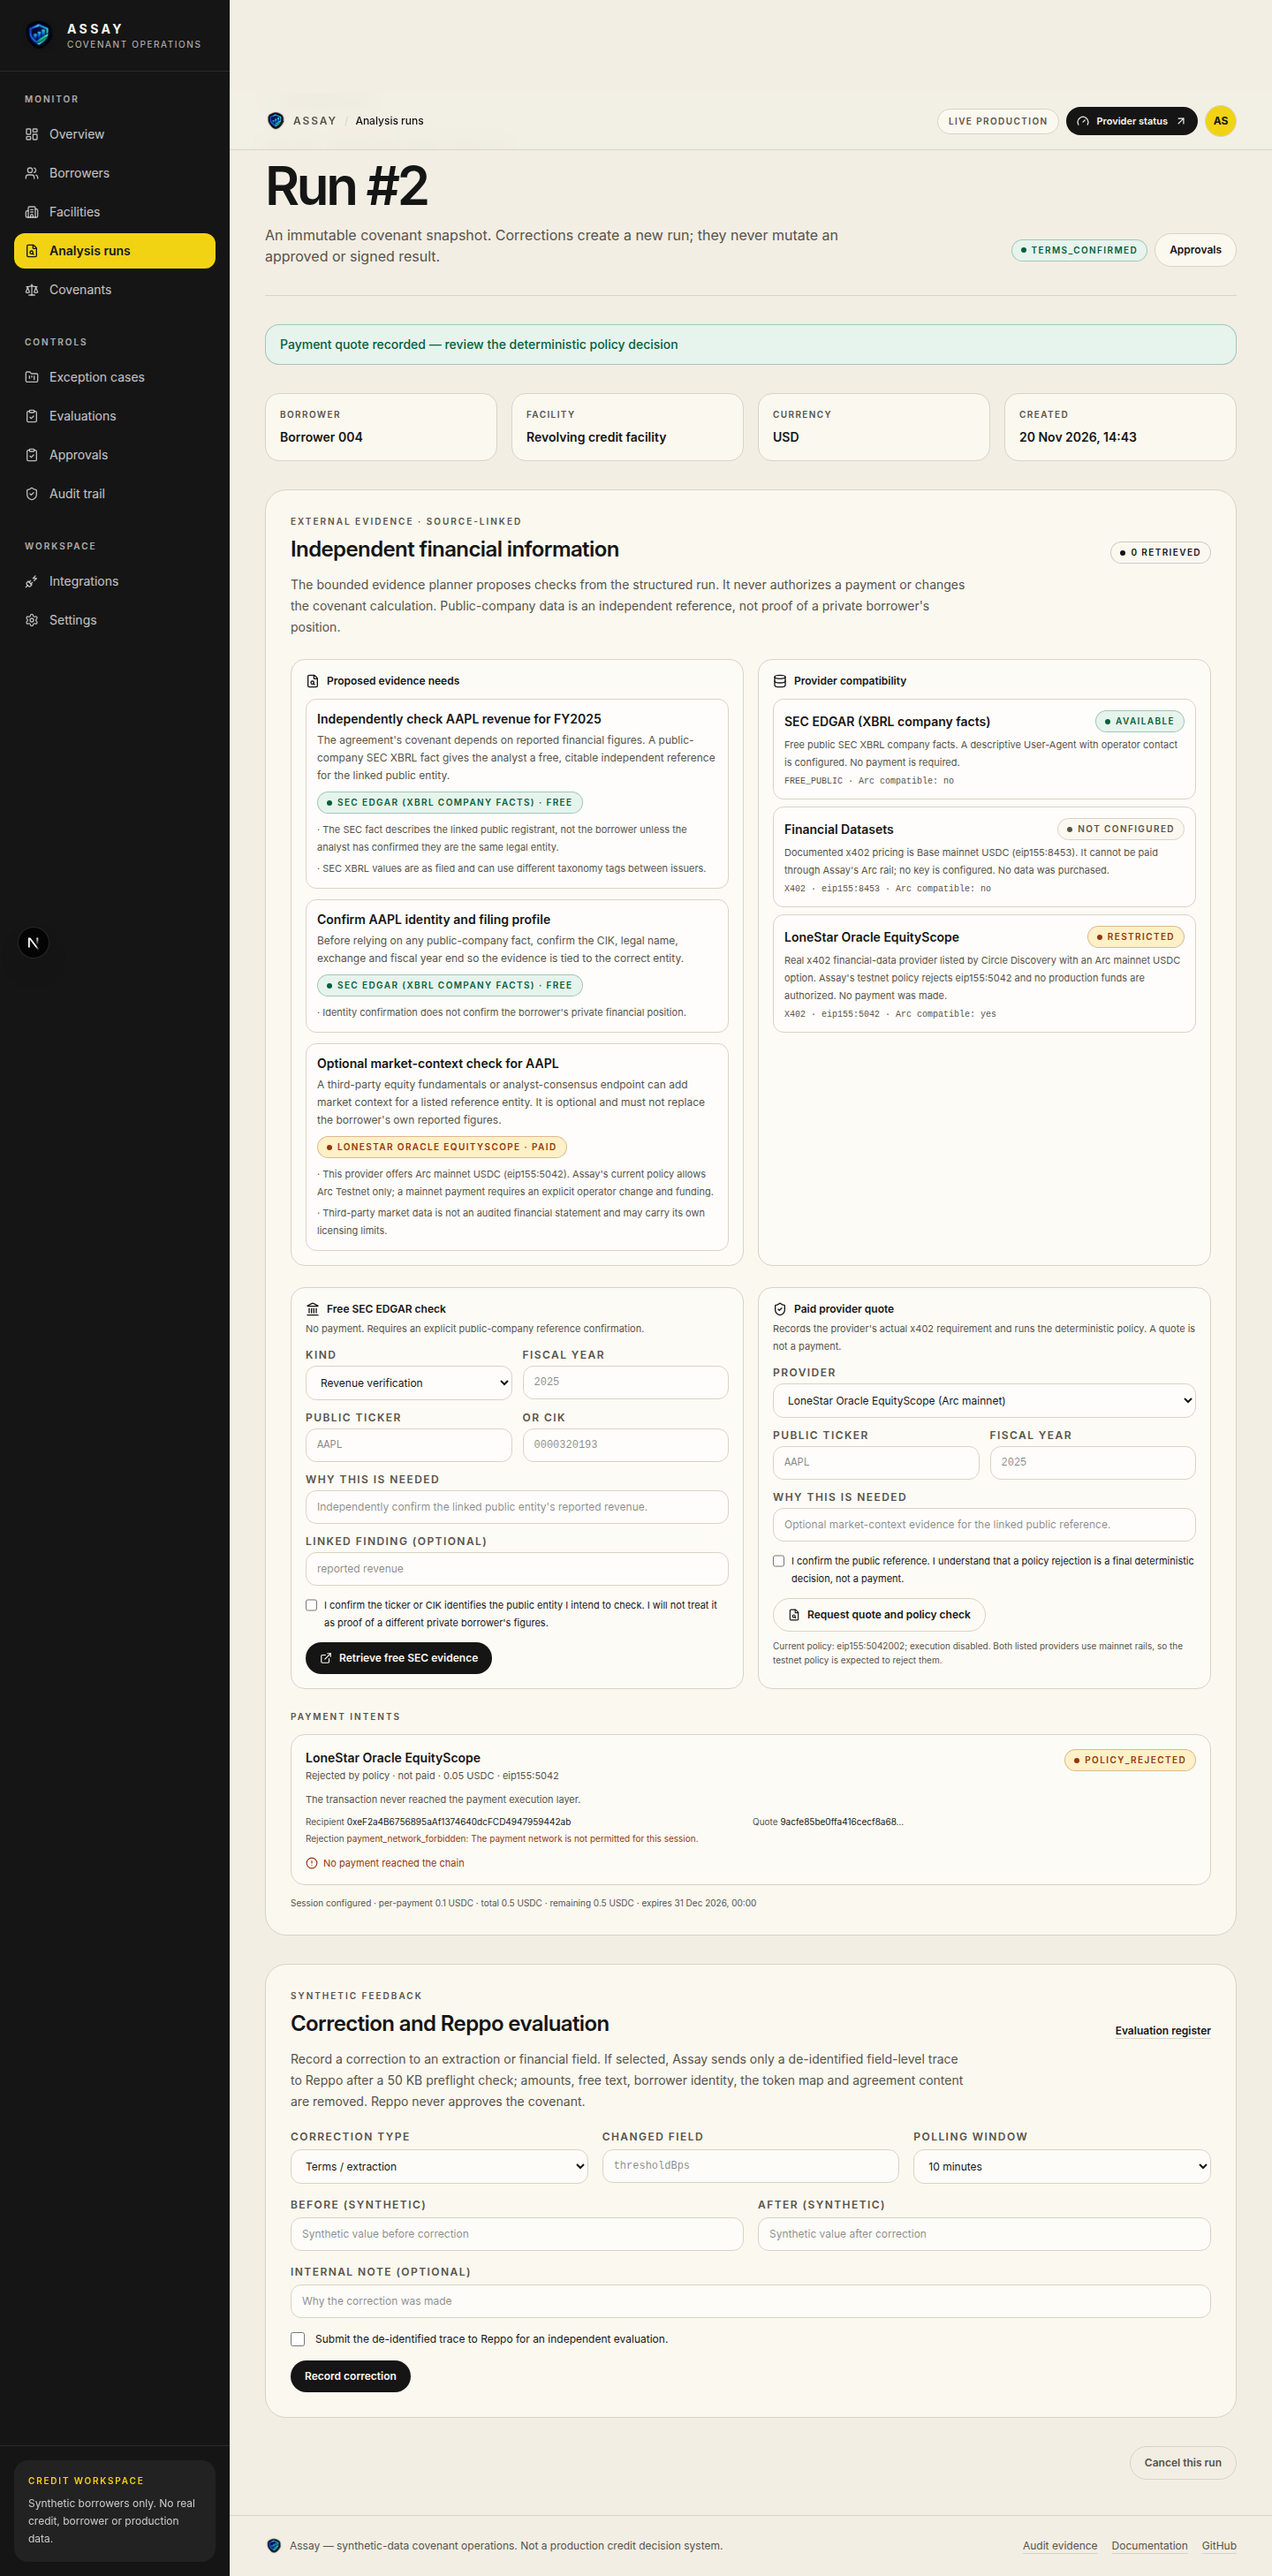 ASSAY
COVENANT OPERATIONS
MONITOR
Overview
Borrowers
Facilities
Analysis runs
Covenants
CONTROLS
Exception cases
Evaluations
Approvals
Audit trail
WORKSPACE
Integrations
Settings
N
CREDIT WORKSPACE
Synthetic borrowers only. No real
credit, borrower or production
data.
ASSAY / Analysis runs
LIVE PRODUCTION
Provider status
AS
Run #2
An immutable covenant snapshot. Corrections create a new run; they never mutate an
approved or signed result.
TERMS_CONFIRMED
Approvals
Payment quote recorded — review the deterministic policy decision
BORROWER
Borrower 004
FACILITY
Revolving credit facility
CURRENCY
USD
CREATED
20 Nov 2026, 14:43
EXTERNAL EVIDENCE · SOURCE-LINKED
Independent financial information
0 RETRIEVED
The bounded evidence planner proposes checks from the structured run. It never authorizes a payment or changes
the covenant calculation. Public-company data is an independent reference, not proof of a private borrower's
position.
Proposed evidence needs
Independently check AAPL revenue for FY2025
The agreement's covenant depends on reported financial figures. A public-
company SEC XBRL fact gives the analyst a free, citable independent reference
for the linked public entity.
SEC EDGAR (XBRL COMPANY FACTS) · FREE
· The SEC fact describes the linked public registrant, not the borrower unless the
analyst has confirmed they are the same legal entity.
· SEC XBRL values are as filed and can use different taxonomy tags between issuers.
Confirm AAPL identity and filing profile
Before relying on any public-company fact, confirm the CIK, legal name,
exchange and fiscal year end so the evidence is tied to the correct entity.
SEC EDGAR (XBRL COMPANY FACTS) · FREE
· Identity confirmation does not confirm the borrower's private financial position.
Optional market-context check for AAPL
A third-party equity fundamentals or analyst-consensus endpoint can add
market context for a listed reference entity. It is optional and must not replace
the borrower's own reported figures.
LONESTAR ORACLE EQUITYSCOPE · PAID
· This provider offers Arc mainnet USDC (eip155:5042). Assay's current policy allows
Arc Testnet only; a mainnet payment requires an explicit operator change and funding.
· Third-party market data is not an audited financial statement and may carry its own
licensing limits.
Provider compatibility
SEC EDGAR (XBRL company facts)
AVAILABLE
Free public SEC XBRL company facts. A descriptive User-Agent with operator contact
is configured. No payment is required.
FREE_PUBLIC · Arc compatible: no
Financial Datasets
NOT CONFIGURED
Documented x402 pricing is Base mainnet USDC (eip155:8453). It cannot be paid
through Assay's Arc rail; no key is configured. No data was purchased.
X402 · eip155:8453 · Arc compatible: no
LoneStar Oracle EquityScope
RESTRICTED
Real x402 financial-data provider listed by Circle Discovery with an Arc mainnet USDC
option. Assay's testnet policy rejects eip155:5042 and no production funds are
authorized. No payment was made.
X402 · eip155:5042 · Arc compatible: yes
Free SEC EDGAR check
No payment. Requires an explicit public-company reference confirmation.
KIND
Revenue verification
FISCAL YEAR
2025
PUBLIC TICKER
AAPL
OR CIK
0000320193
WHY THIS IS NEEDED
Independently confirm the linked public entity's reported revenue.
LINKED FINDING (OPTIONAL)
reported revenue
I confirm the ticker or CIK identifies the public entity I intend to check. I will not treat it
as proof of a different private borrower's figures.
Retrieve free SEC evidence
Paid provider quote
Records the provider's actual x402 requirement and runs the deterministic policy. A quote is
not a payment.
PROVIDER
LoneStar Oracle EquityScope (Arc mainnet)
PUBLIC TICKER
AAPL
FISCAL YEAR
2025
WHY THIS IS NEEDED
Optional market-context evidence for the linked public reference.
I confirm the public reference. I understand that a policy rejection is a final deterministic
decision, not a payment.
Request quote and policy check
Current policy: eip155:5042002; execution disabled. Both listed providers use mainnet rails, so the
testnet policy is expected to reject them.
PAYMENT INTENTS
LoneStar Oracle EquityScope
POLICY_REJECTED
Rejected by policy · not paid · 0.05 USDC · eip155:5042
The transaction never reached the payment execution layer.
Recipient 0xeF2a4B6756895aAf1374640dcFCD4947959442ab
Quote 9acfe85be0ffa416cecf8a68…
Rejection payment_network_forbidden: The payment network is not permitted for this session.
No payment reached the chain
Session configured · per-payment 0.1 USDC · total 0.5 USDC · remaining 0.5 USDC · expires 31 Dec 2026, 00:00
SYNTHETIC FEEDBACK
Correction and Reppo evaluation
Evaluation register
Record a correction to an extraction or financial field. If selected, Assay sends only a de-identified field-level trace
to Reppo after a 50 KB preflight check; amounts, free text, borrower identity, the token map and agreement content
are removed. Reppo never approves the covenant.
CORRECTION TYPE
Terms / extraction
CHANGED FIELD
thresholdBps
POLLING WINDOW
10 minutes
BEFORE (SYNTHETIC)
Synthetic value before correction
AFTER (SYNTHETIC)
Synthetic value after correction
INTERNAL NOTE (OPTIONAL)
Why the correction was made
Submit the de-identified trace to Reppo for an independent evaluation.
Record correction
Cancel this run
Assay — synthetic-data covenant operations. Not a production credit decision system.
Audit evidence
Documentation
GitHub